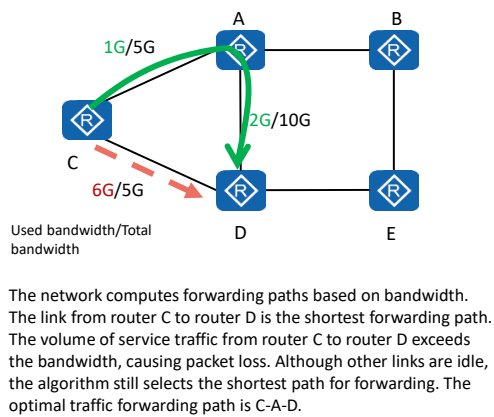 A
B
1G/5G
R
R
2G/10G
R
C
6G/5G
R
R
D
E
Used bandwidth/Total
bandwidth
The network computes forwarding paths based on bandwidth.
The link from router C to router D is the shortest forwarding path.
The volume of service traffic from router C to router D exceeds
the bandwidth, causing packet loss. Although other links are idle,
the algorithm still selects the shortest path for forwarding. The
optimal traffic forwarding path is C-A-D.